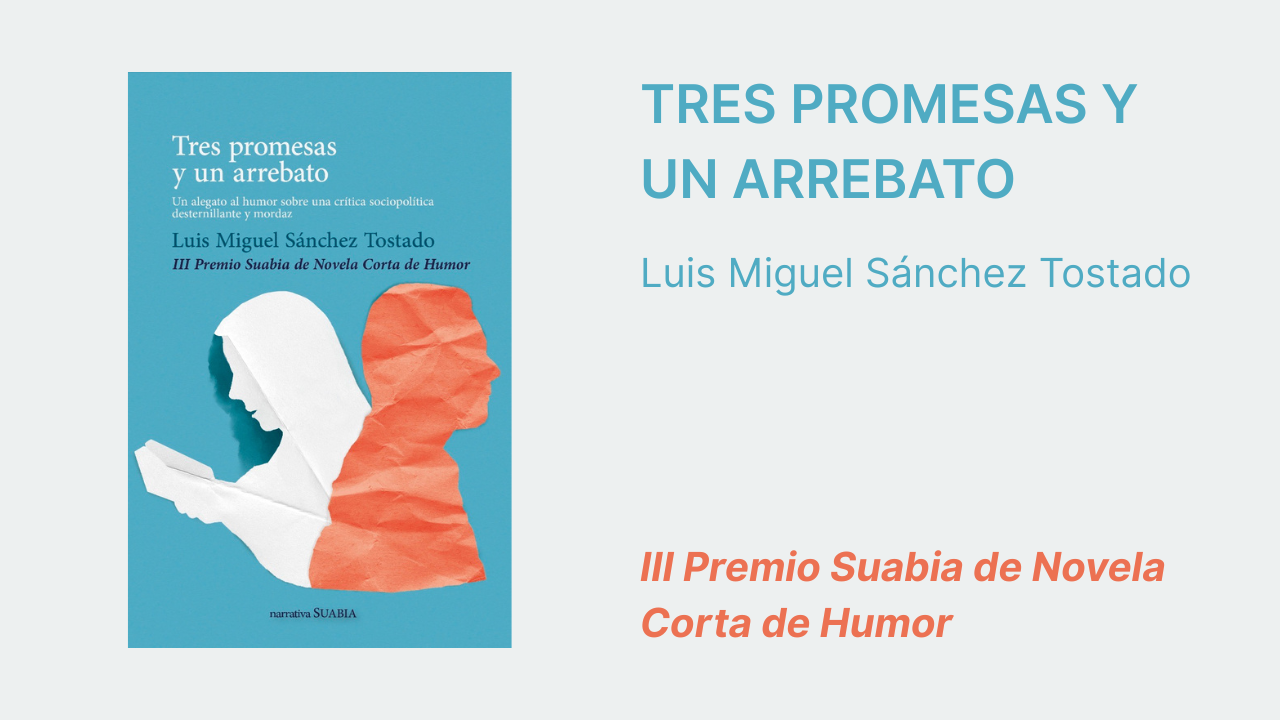 Tres promesas
y un arrebato
Un alegato al humor sobre una crítica sociopolítica
desternillante y mordaz
Luis Miguel Sánchez Tostado
III Premio Suabia de Novela Corta de Humor
narrativa SUABIA
TRES PROMESAS Y
UN ARREBATO
Luis Miguel Sánchez Tostado
III Premio Suabia de Novela
Corta de Humor